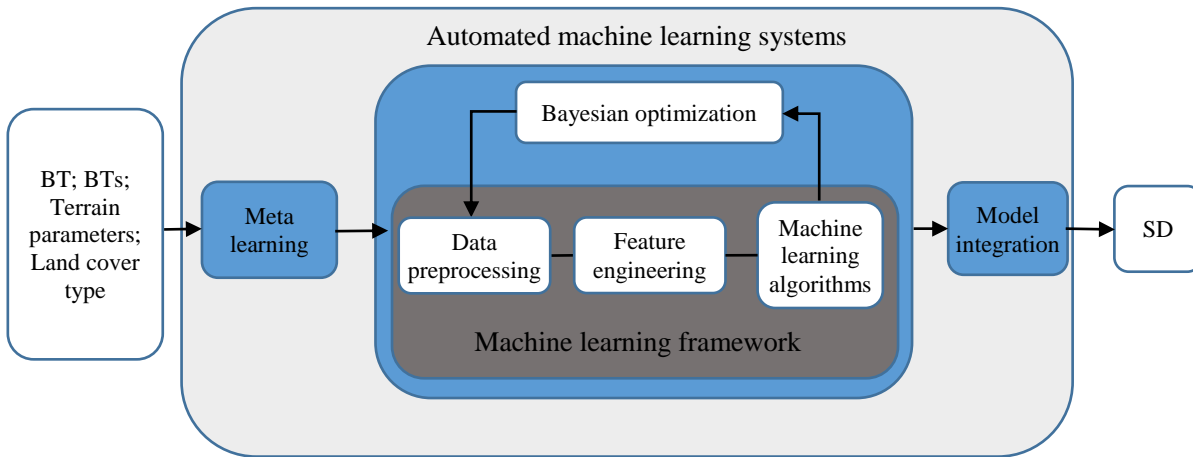 Automated machine learning systems
BT; BTs;
Terrain
parameters;
Land cover
type
Meta
learning
Bayesian optimization
Data
preprocessing
Feature
engineering
Machine
learning
algorithms
Machine learning framework
Model
integration
SD